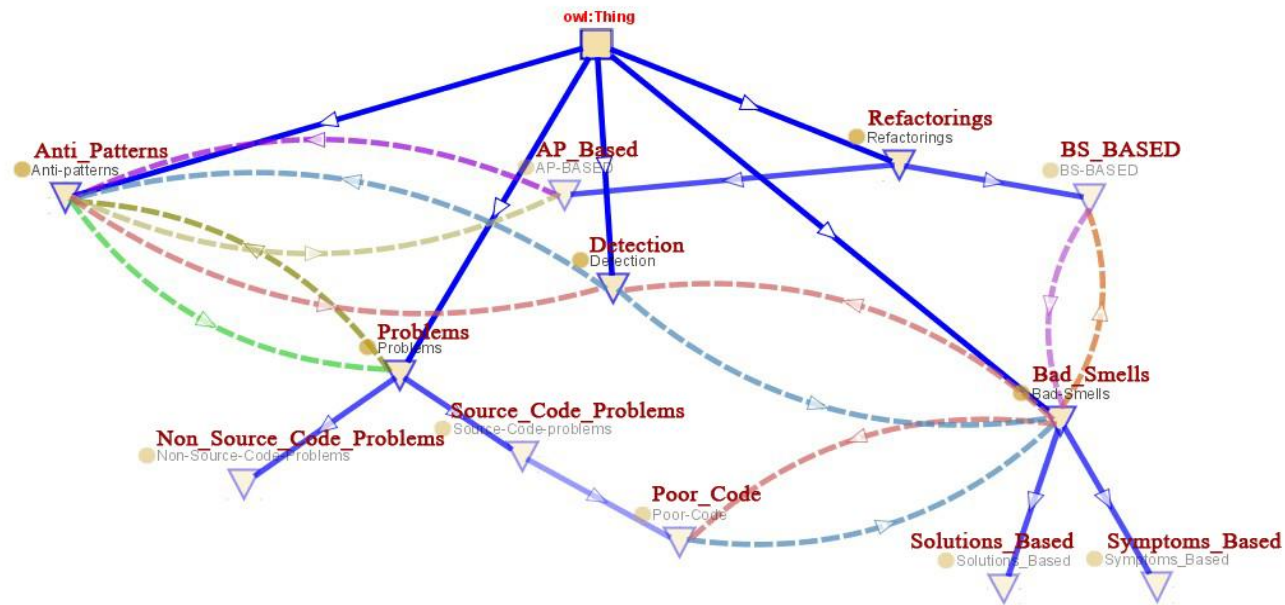 owl:Thing
Refactorings
Refactorings
Anti_Patterns
Anti-patterns
AP_Based
AP-BASED
BS_BASED
BS-BASED
Detection
Detection
Problems
Problems
Bad_Smells
Bad-Smells
Source_Code_Problems
Source-Code-problems
Non_Source_Code_Problems
Non-Source-Code-Problems
Poor_Code
Poor-Code
Solutions_Based
Solutions_Based
Symptoms_Based
Symptoms_Based